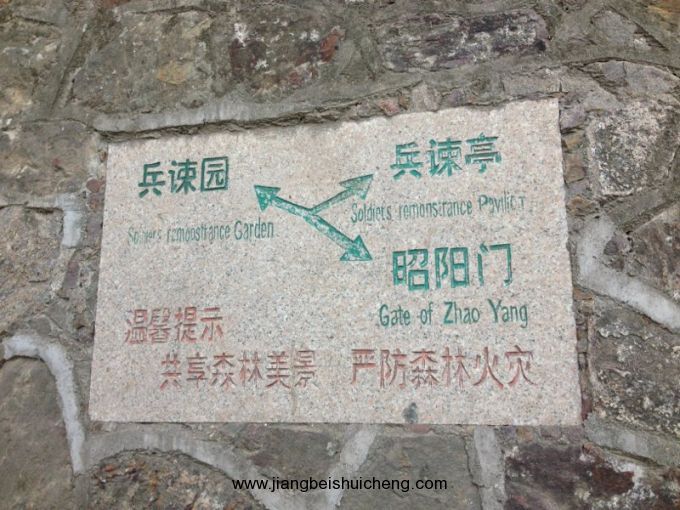 兵谏园
Soldiers remonstrance Garden
兵谏亭
Soldiers remonstrance Pavilion
昭阳门
Gate of Zhao Yang
温馨提示
共享森林美景 严防森林火灾
www.jiangbeishuicheng.com